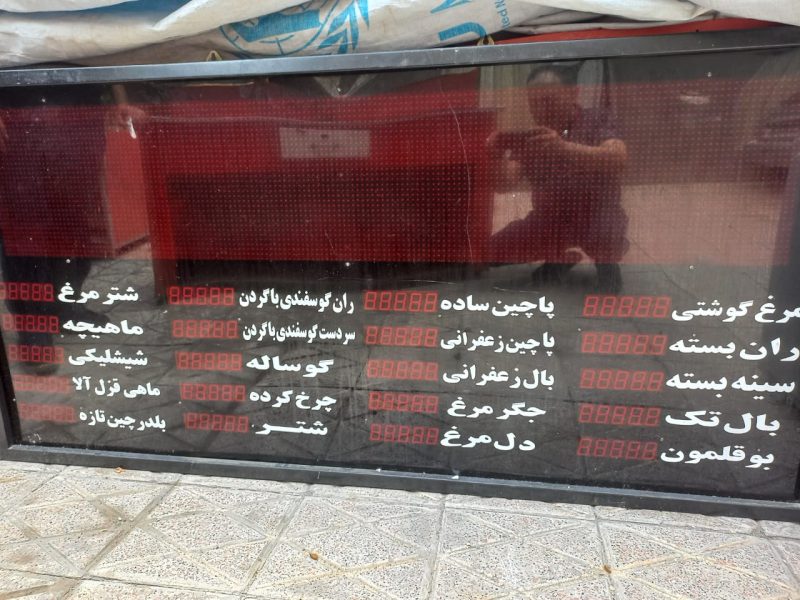 مرغ گوشتی
ران بسته
سینه بسته
بال تک
بوقلمون
پاچین ساده
پاچین زعفرانی
بال زعفرانی
جگر مرغ
دل مرغ
ران گوسفندی با گردن
سردست گوسفندی با گردن
گوساله
چرخ کرده
شتر
شتر مرغ
ماهیچه
شیشلیکی
ماهی قزل آلا
بلدرچین تازه